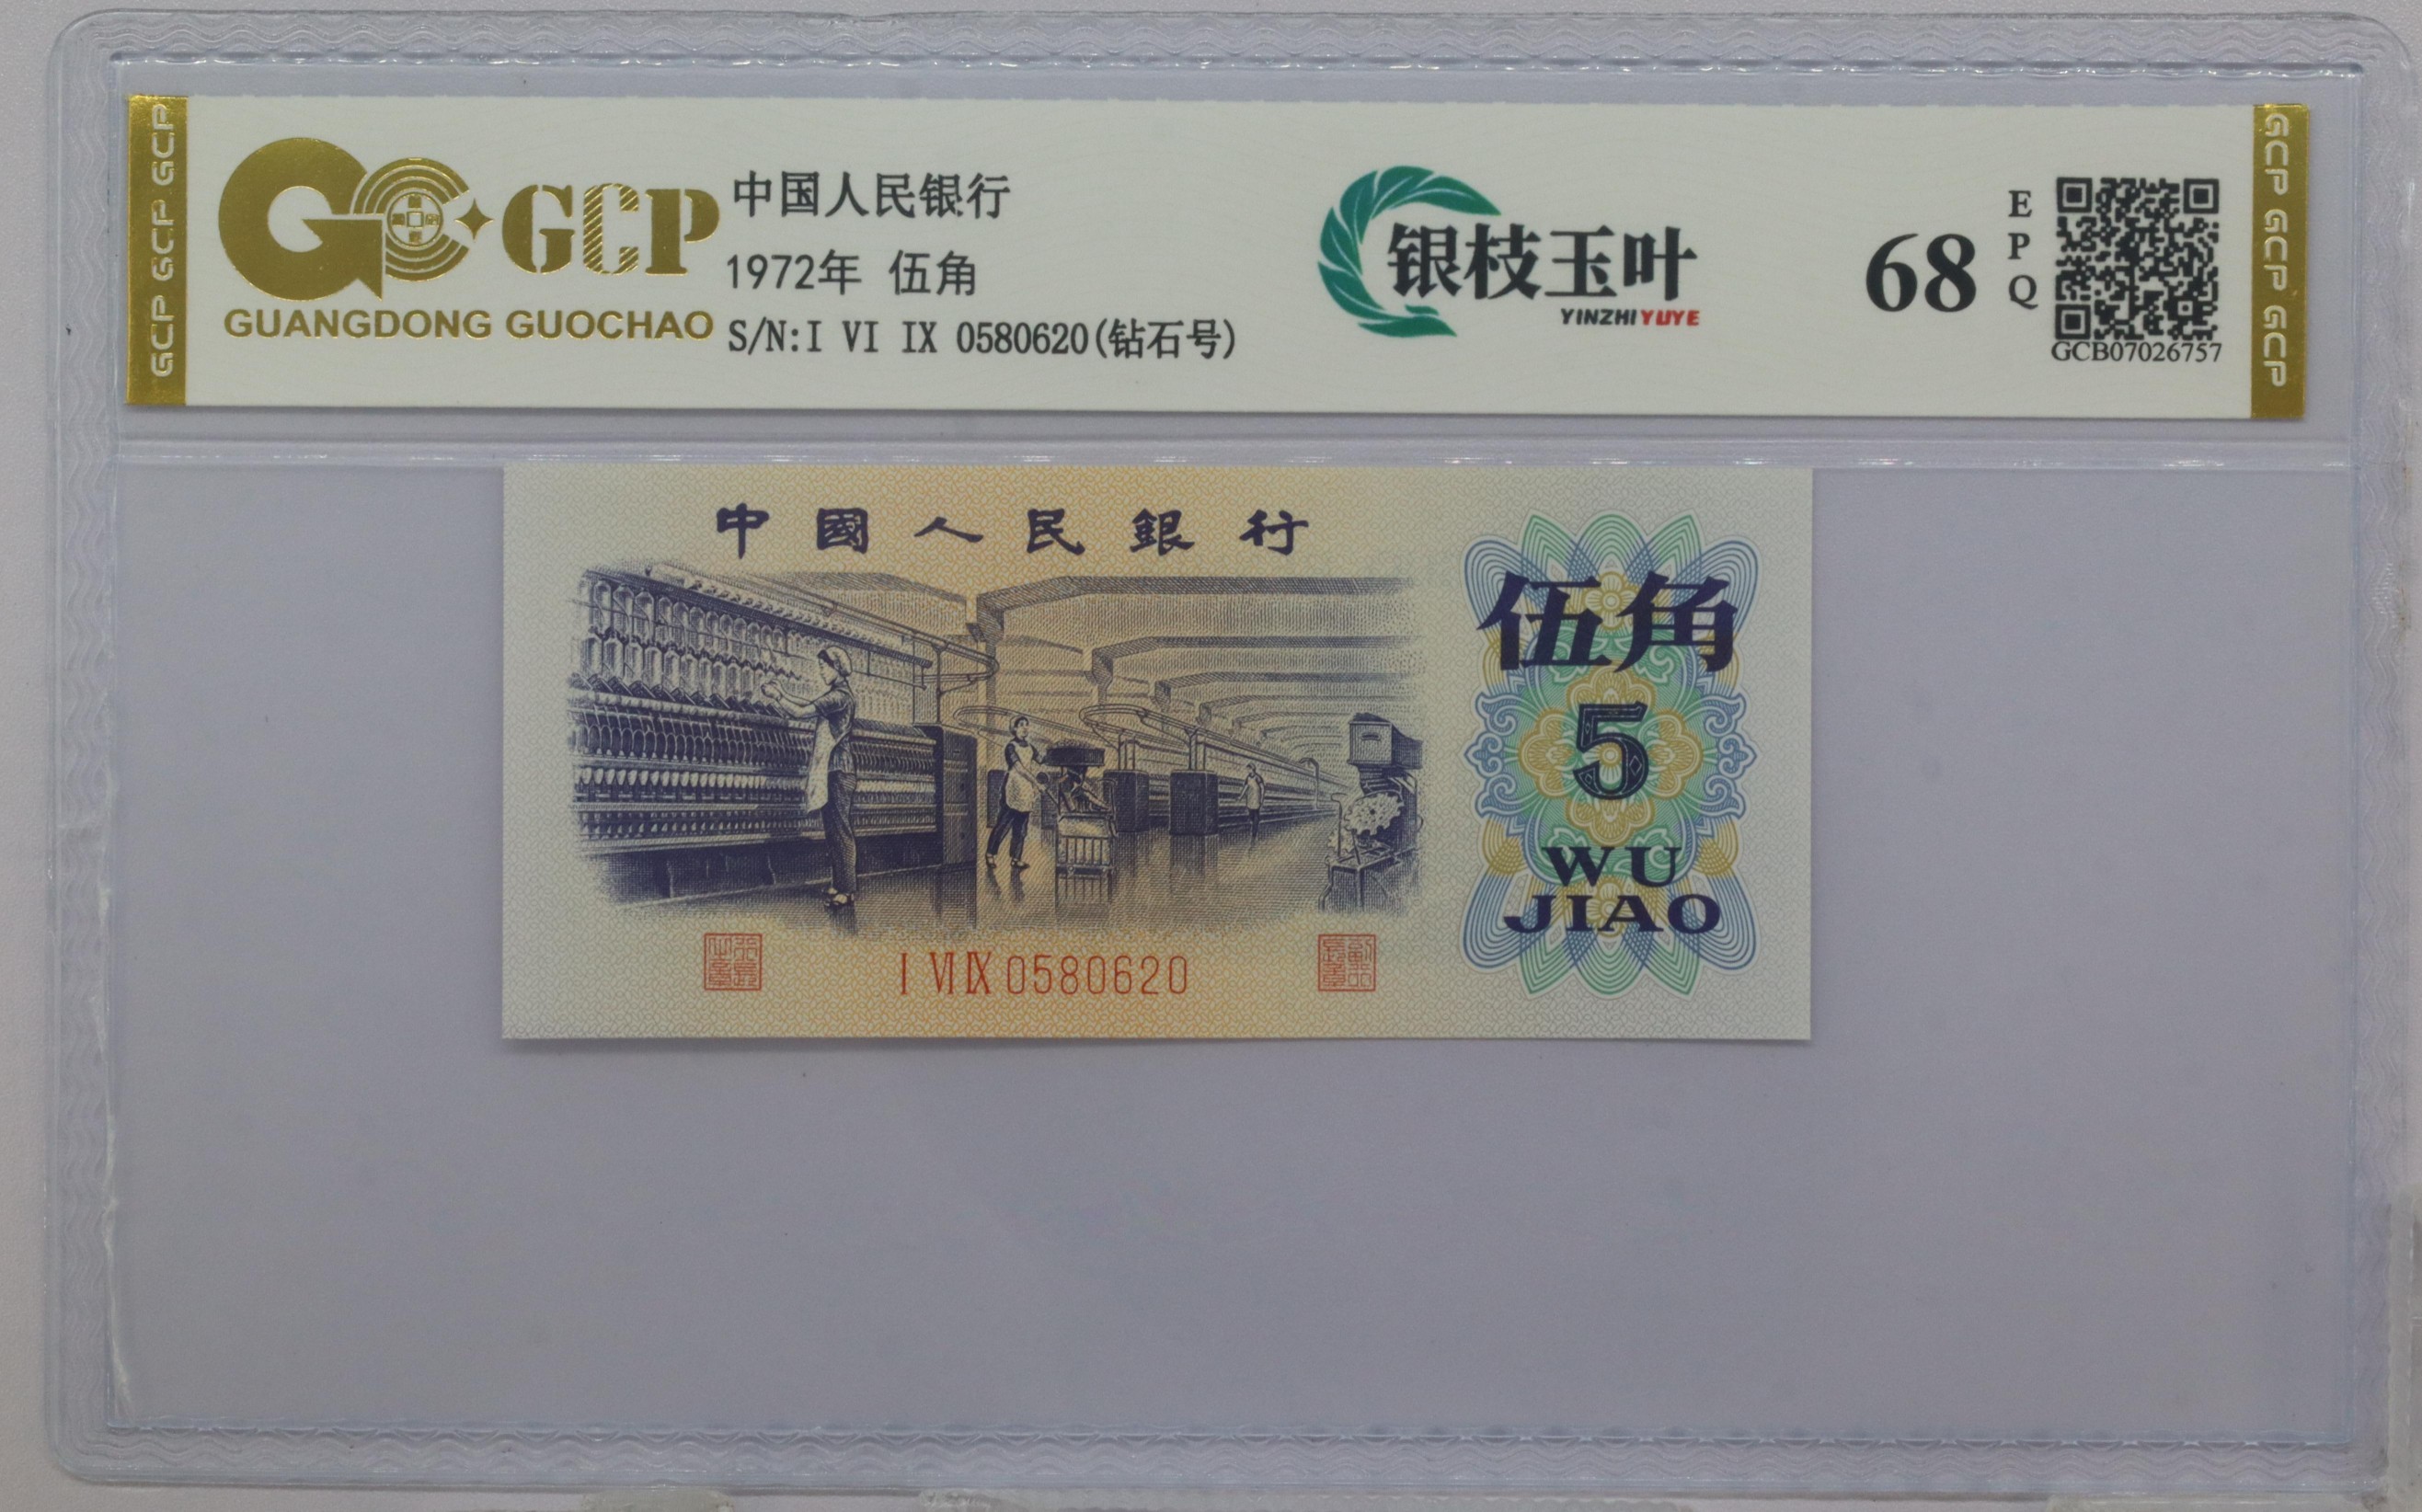 GCP GCP GCP
GCP
GUANGDONG GUOCHAO
中国人民银行
1972年 伍角
S/N:I VI IX 0580620(钻石号)
银枝玉叶
YINZHIYUYE
68
EPQ
GCB07026757
GCP GCP GCP
中國人民銀行
伍角
5
WU
JIAO
I VI IX 0580620